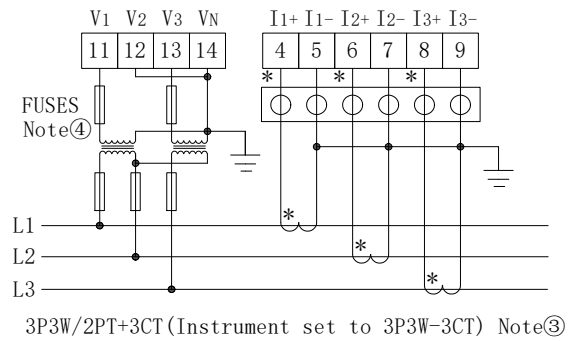 V1 V2 V3 VN I1+ I1- I2+ I2- I3+ I3-
11 12 13 14 4 5 6 7 8 9
* * *
FUSES
Note④
*
L1
*
L2
*
L3
3P3W/2PT+3CT(Instrument set to 3P3W-3CT) Note③